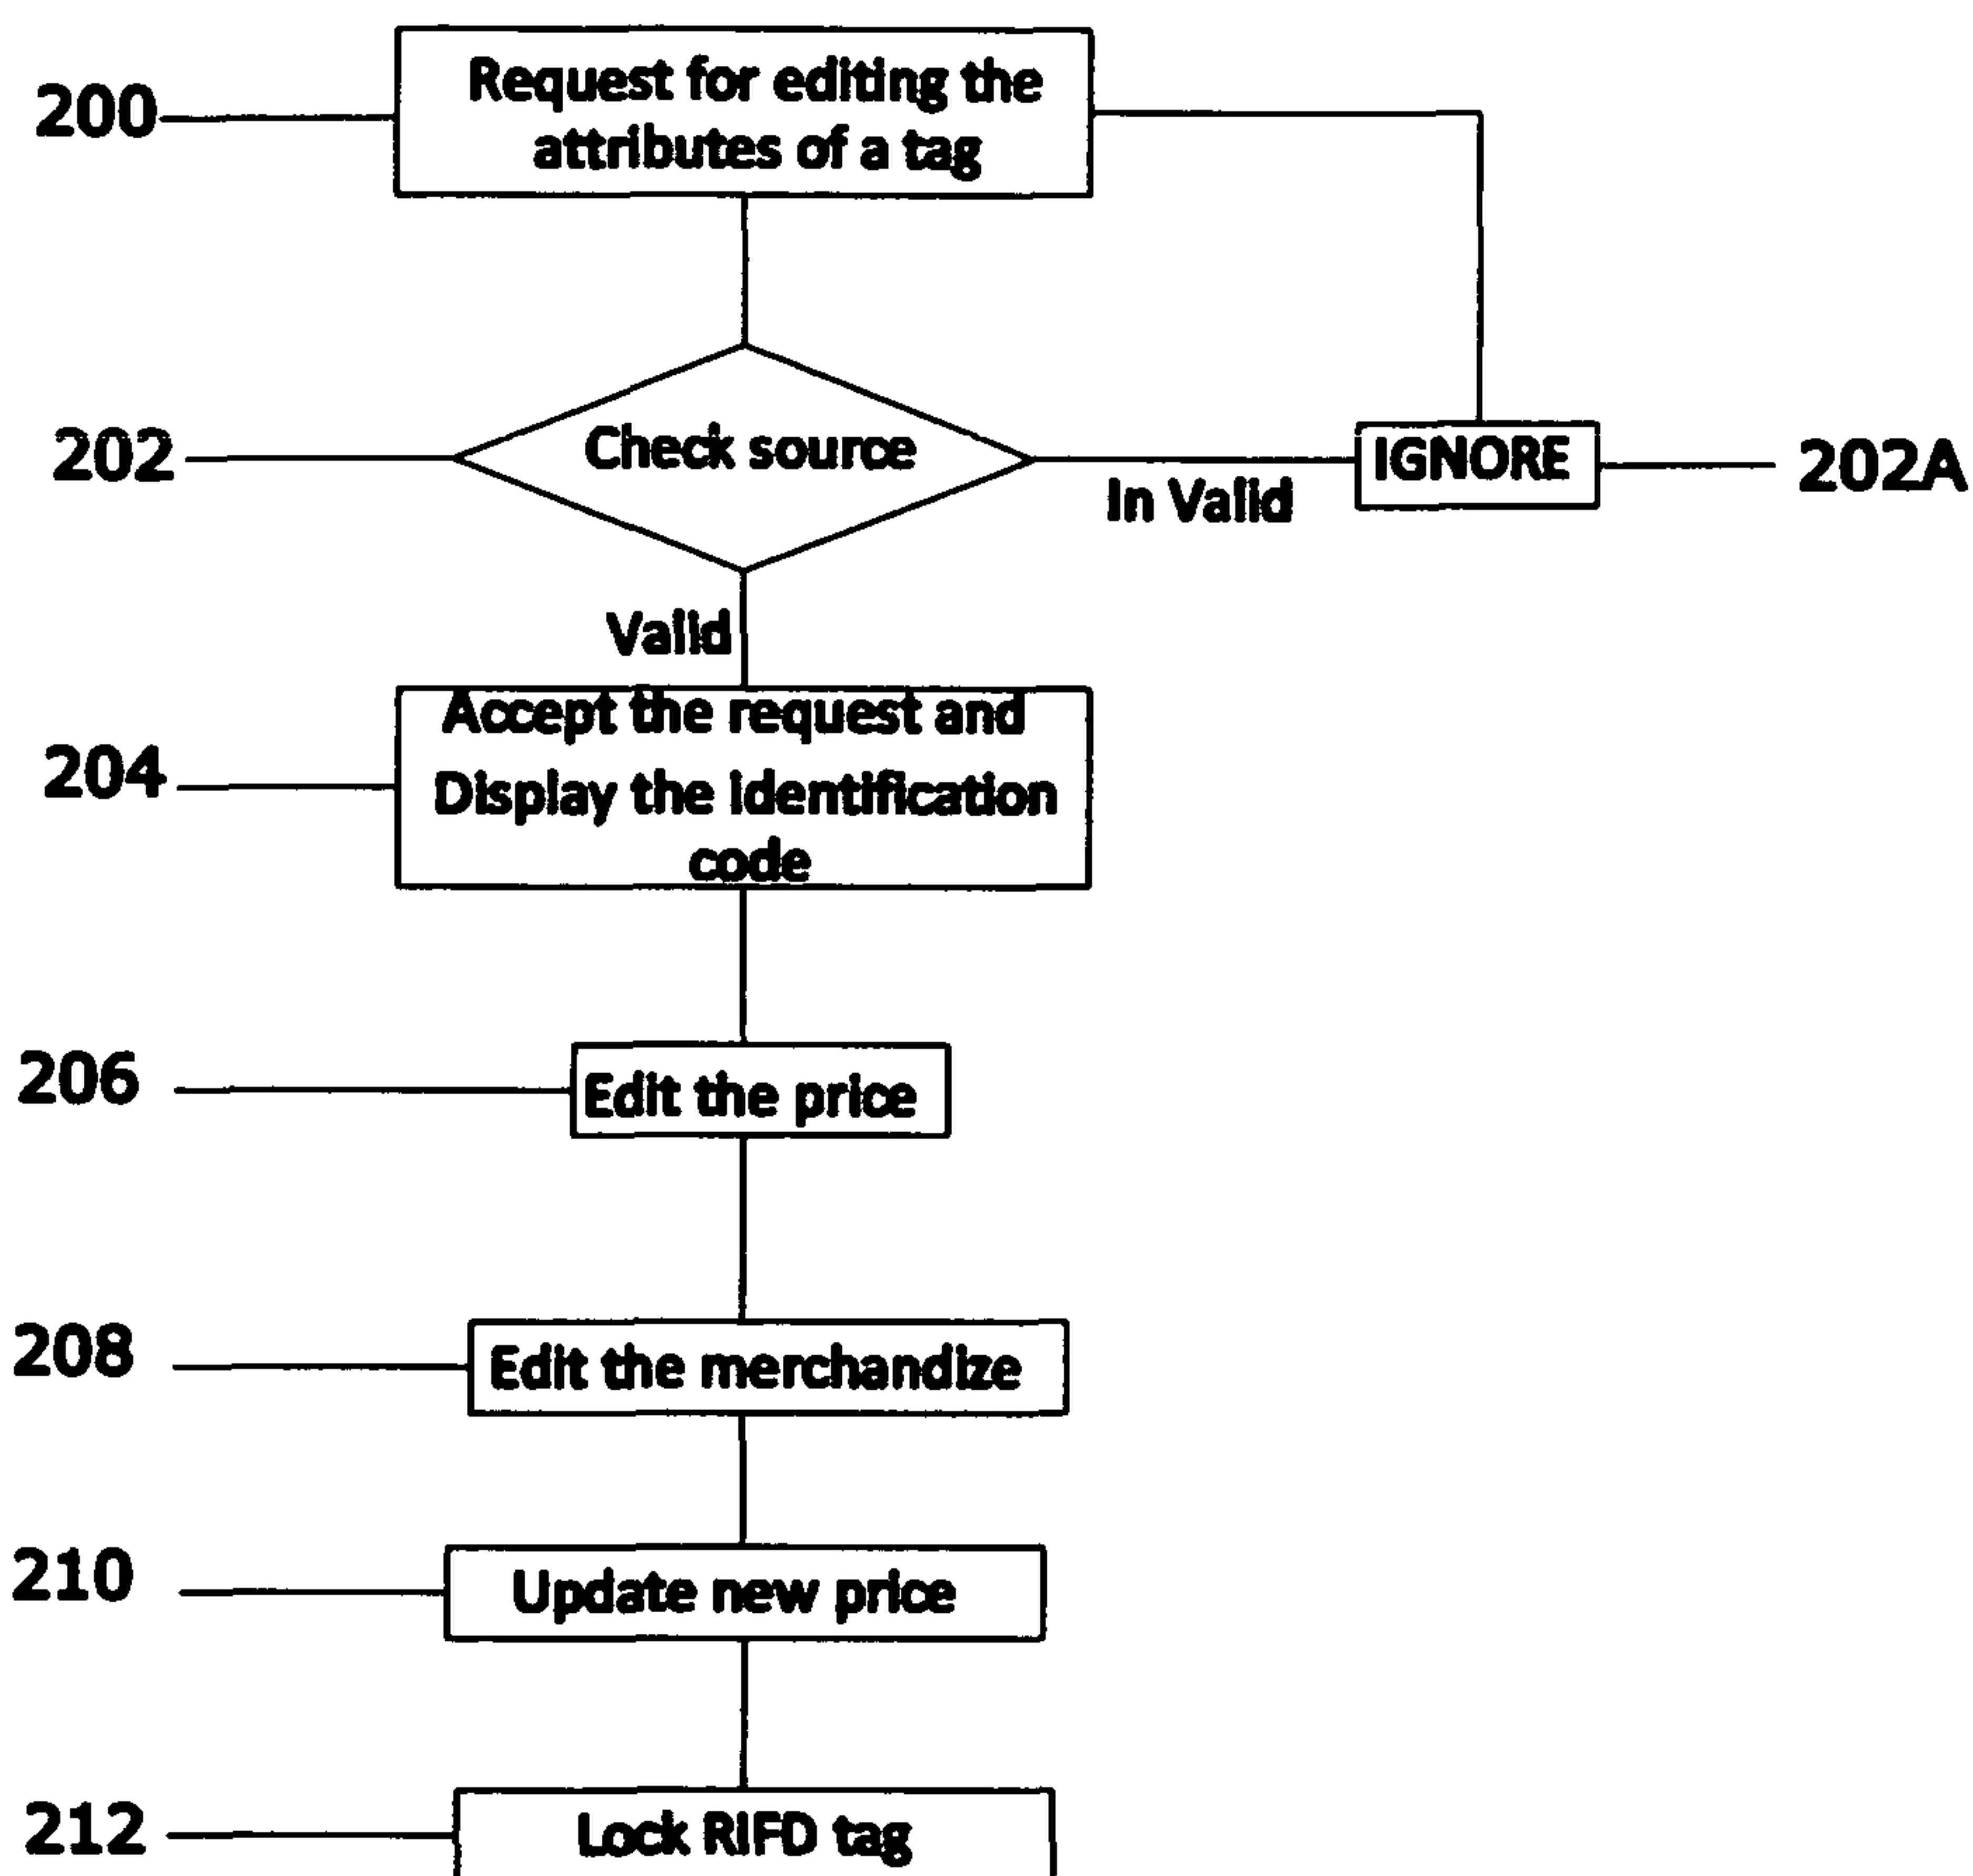 200
Request for editing the
attributes of a tag
202
Check source
In Valid
IGNORE
202A
Valid
204
Accept the request and
Display the identification
code
206
Edit the price
208
Edit the merchandize
210
Update new price
212
Lock RIFD tag